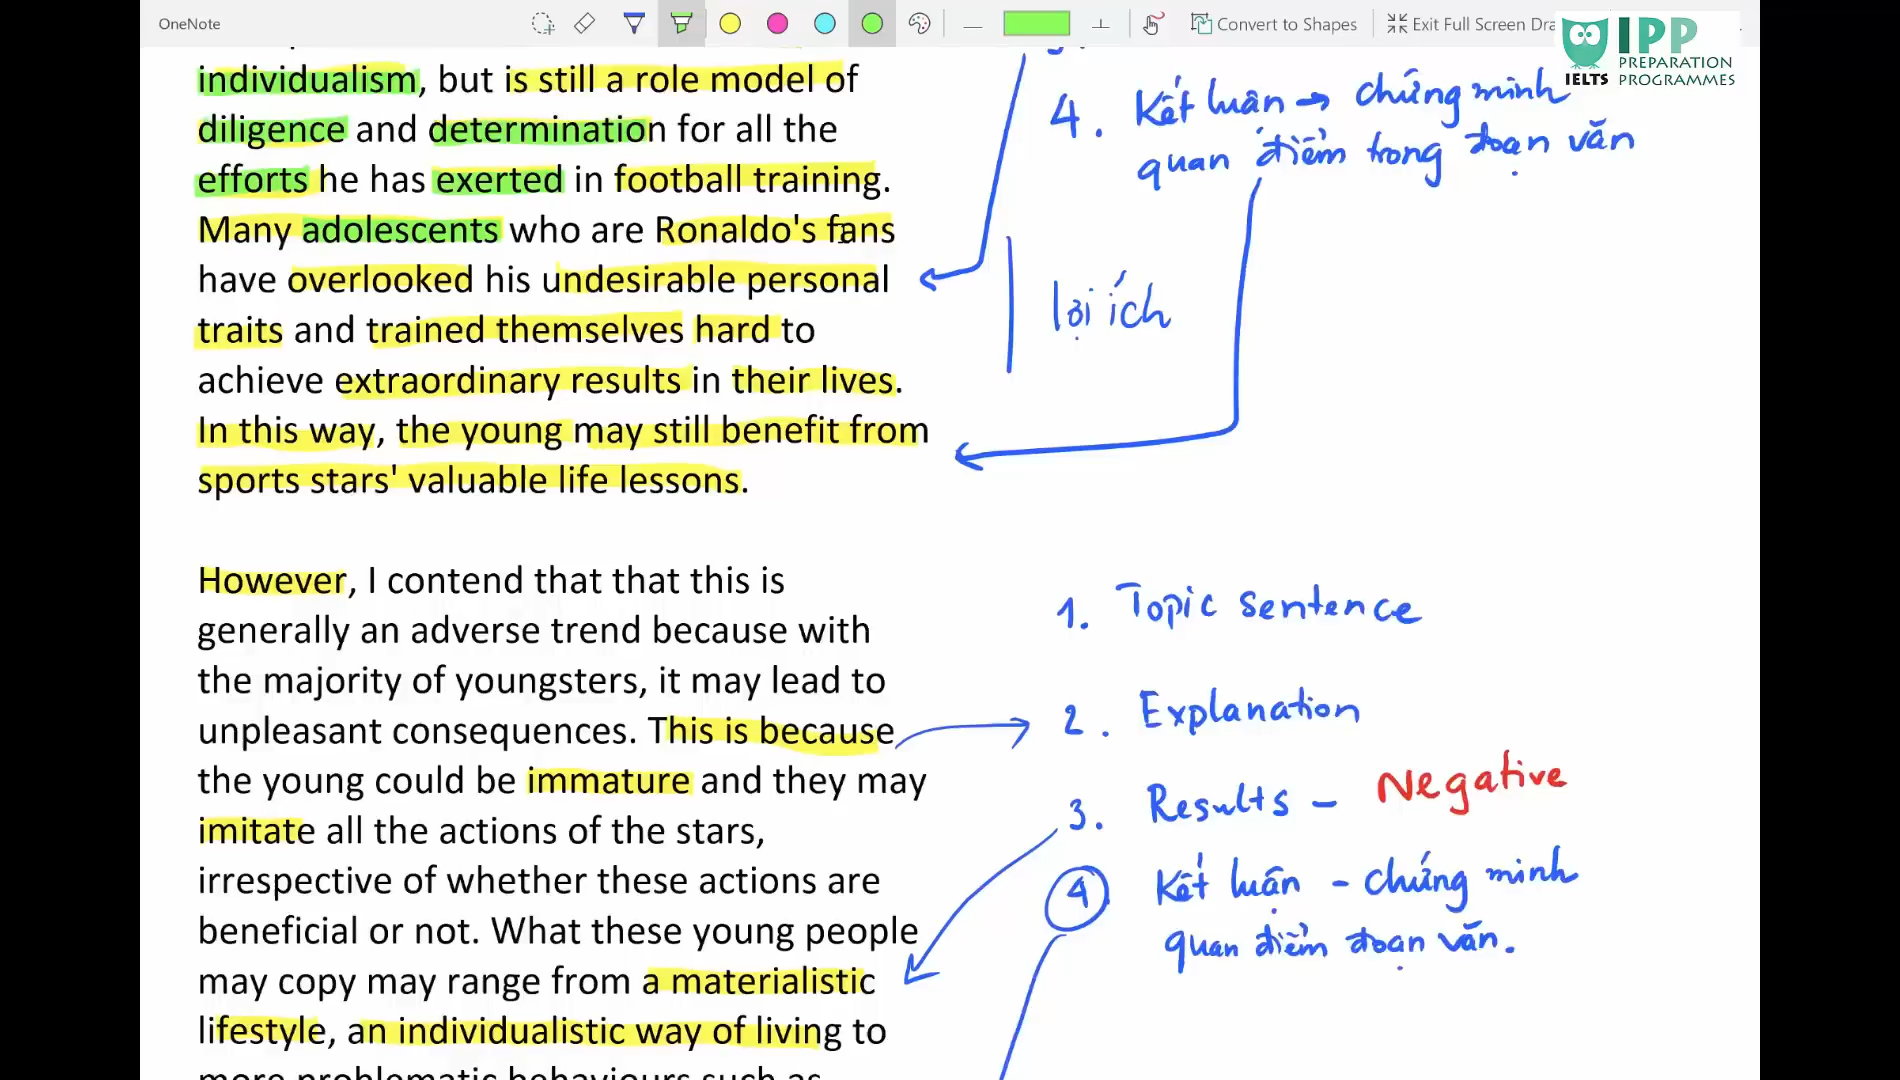 OneNote
Convert to Shapes
Exit Full Screen Dra
IPP
PREPARATION
IELTS PROGRAMMES
individualism, but is still a role model of
diligence and determination for all the
efforts he has exerted in football training.
Many adolescents who are Ronaldo's fans
have overlooked his undesirable personal
traits and trained themselves hard to
achieve extraordinary results in their lives.
In this way, the young may still benefit from
sports stars' valuable life lessons.
4. Kết luân → chứng minh
quan điểm trong đoạn văn
lợi ích
However, I contend that that this is
generally an adverse trend because with
the majority of youngsters, it may lead to
unpleasant consequences. This is because
the young could be immature and they may
imitate all the actions of the stars,
irrespective of whether these actions are
beneficial or not. What these young people
may copy may range from a materialistic
lifestyle, an individualistic way of living to
more problematic behaviours such as
1. Topic sentence
2. Explanation
3. Results – Negative
4 Kết luận - chứng minh
quan điểm đoạn văn.